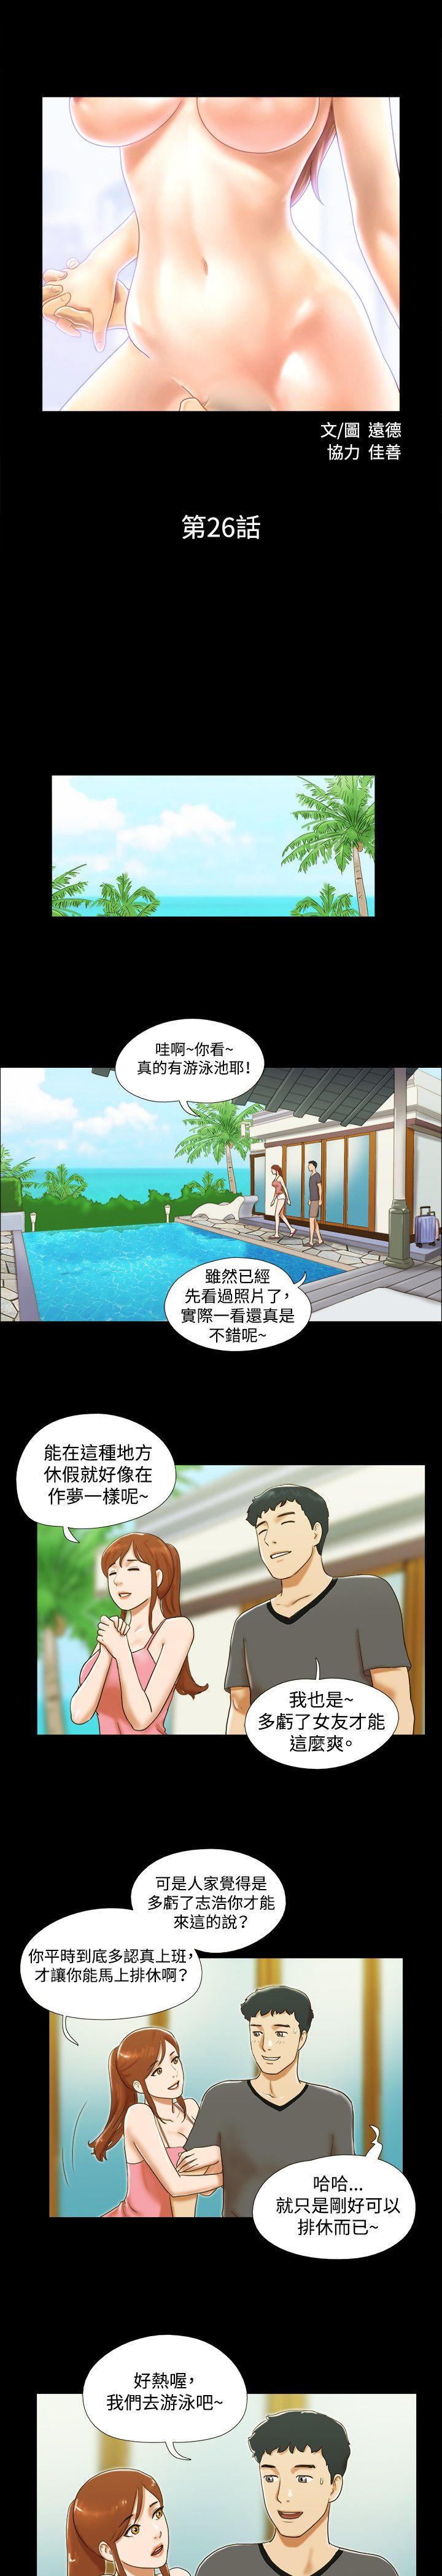 文/圖 遠德
協力 佳善
第26話
哇啊~你看~
真的有游泳池耶!
雖然已經
先看過照片了,
實際一看還真是
不錯呢~
能在這種地方
休假就好像在
作夢一樣呢~
我也是~
多虧了女友才能
這麼爽。
可是人家覺得是
多虧了志浩你才能
來這的說?
你平時到底多認真上班,
才讓你能馬上排休啊?
哈哈...
就只是剛好可以
排休而已~
好熱喔,
我們去游泳吧~